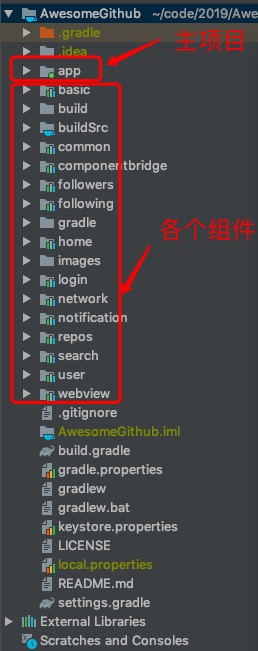 AwesomeGithub ~/code/2019/Awe
.gradle
.idea
主项目
app
basic
build
buildSrc
common
componentbridge
followers
following
各个组件
gradle
home
images
login
network
notification
repos
search
user
webview
.gitignore
AwesomeGithub.iml
build.gradle
gradle.properties
gradlew
gradlew.bat
keystore.properties
LICENSE
local.properties
README.md
settings.gradle
External Libraries
Scratches and Consoles